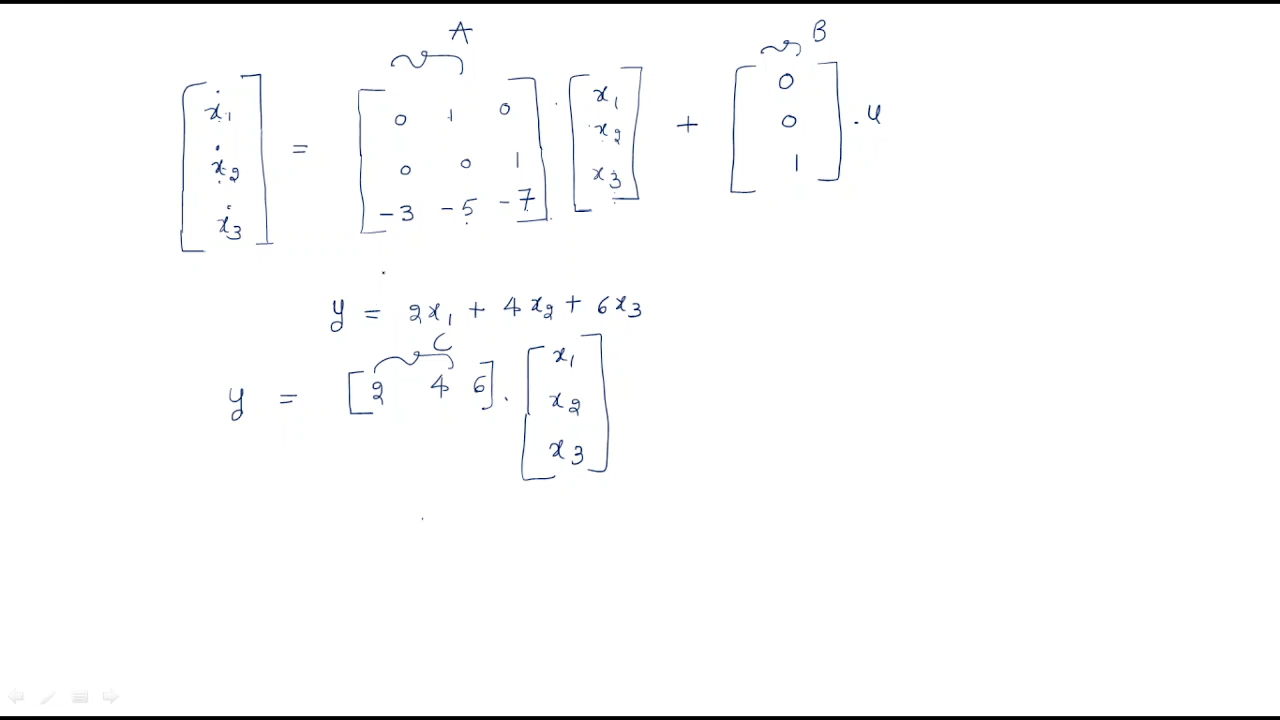 A B
[ẋ₁ ẋ₂ ẋ₃] = [0 1 0; 0 0 1; -3 -5 -7] . [x₁ x₂ x₃] + [0 0 1] . u
y = 2x₁ + 4x₂ + 6x₃
C
y = [2 4 6] . [x₁ x₂ x₃]